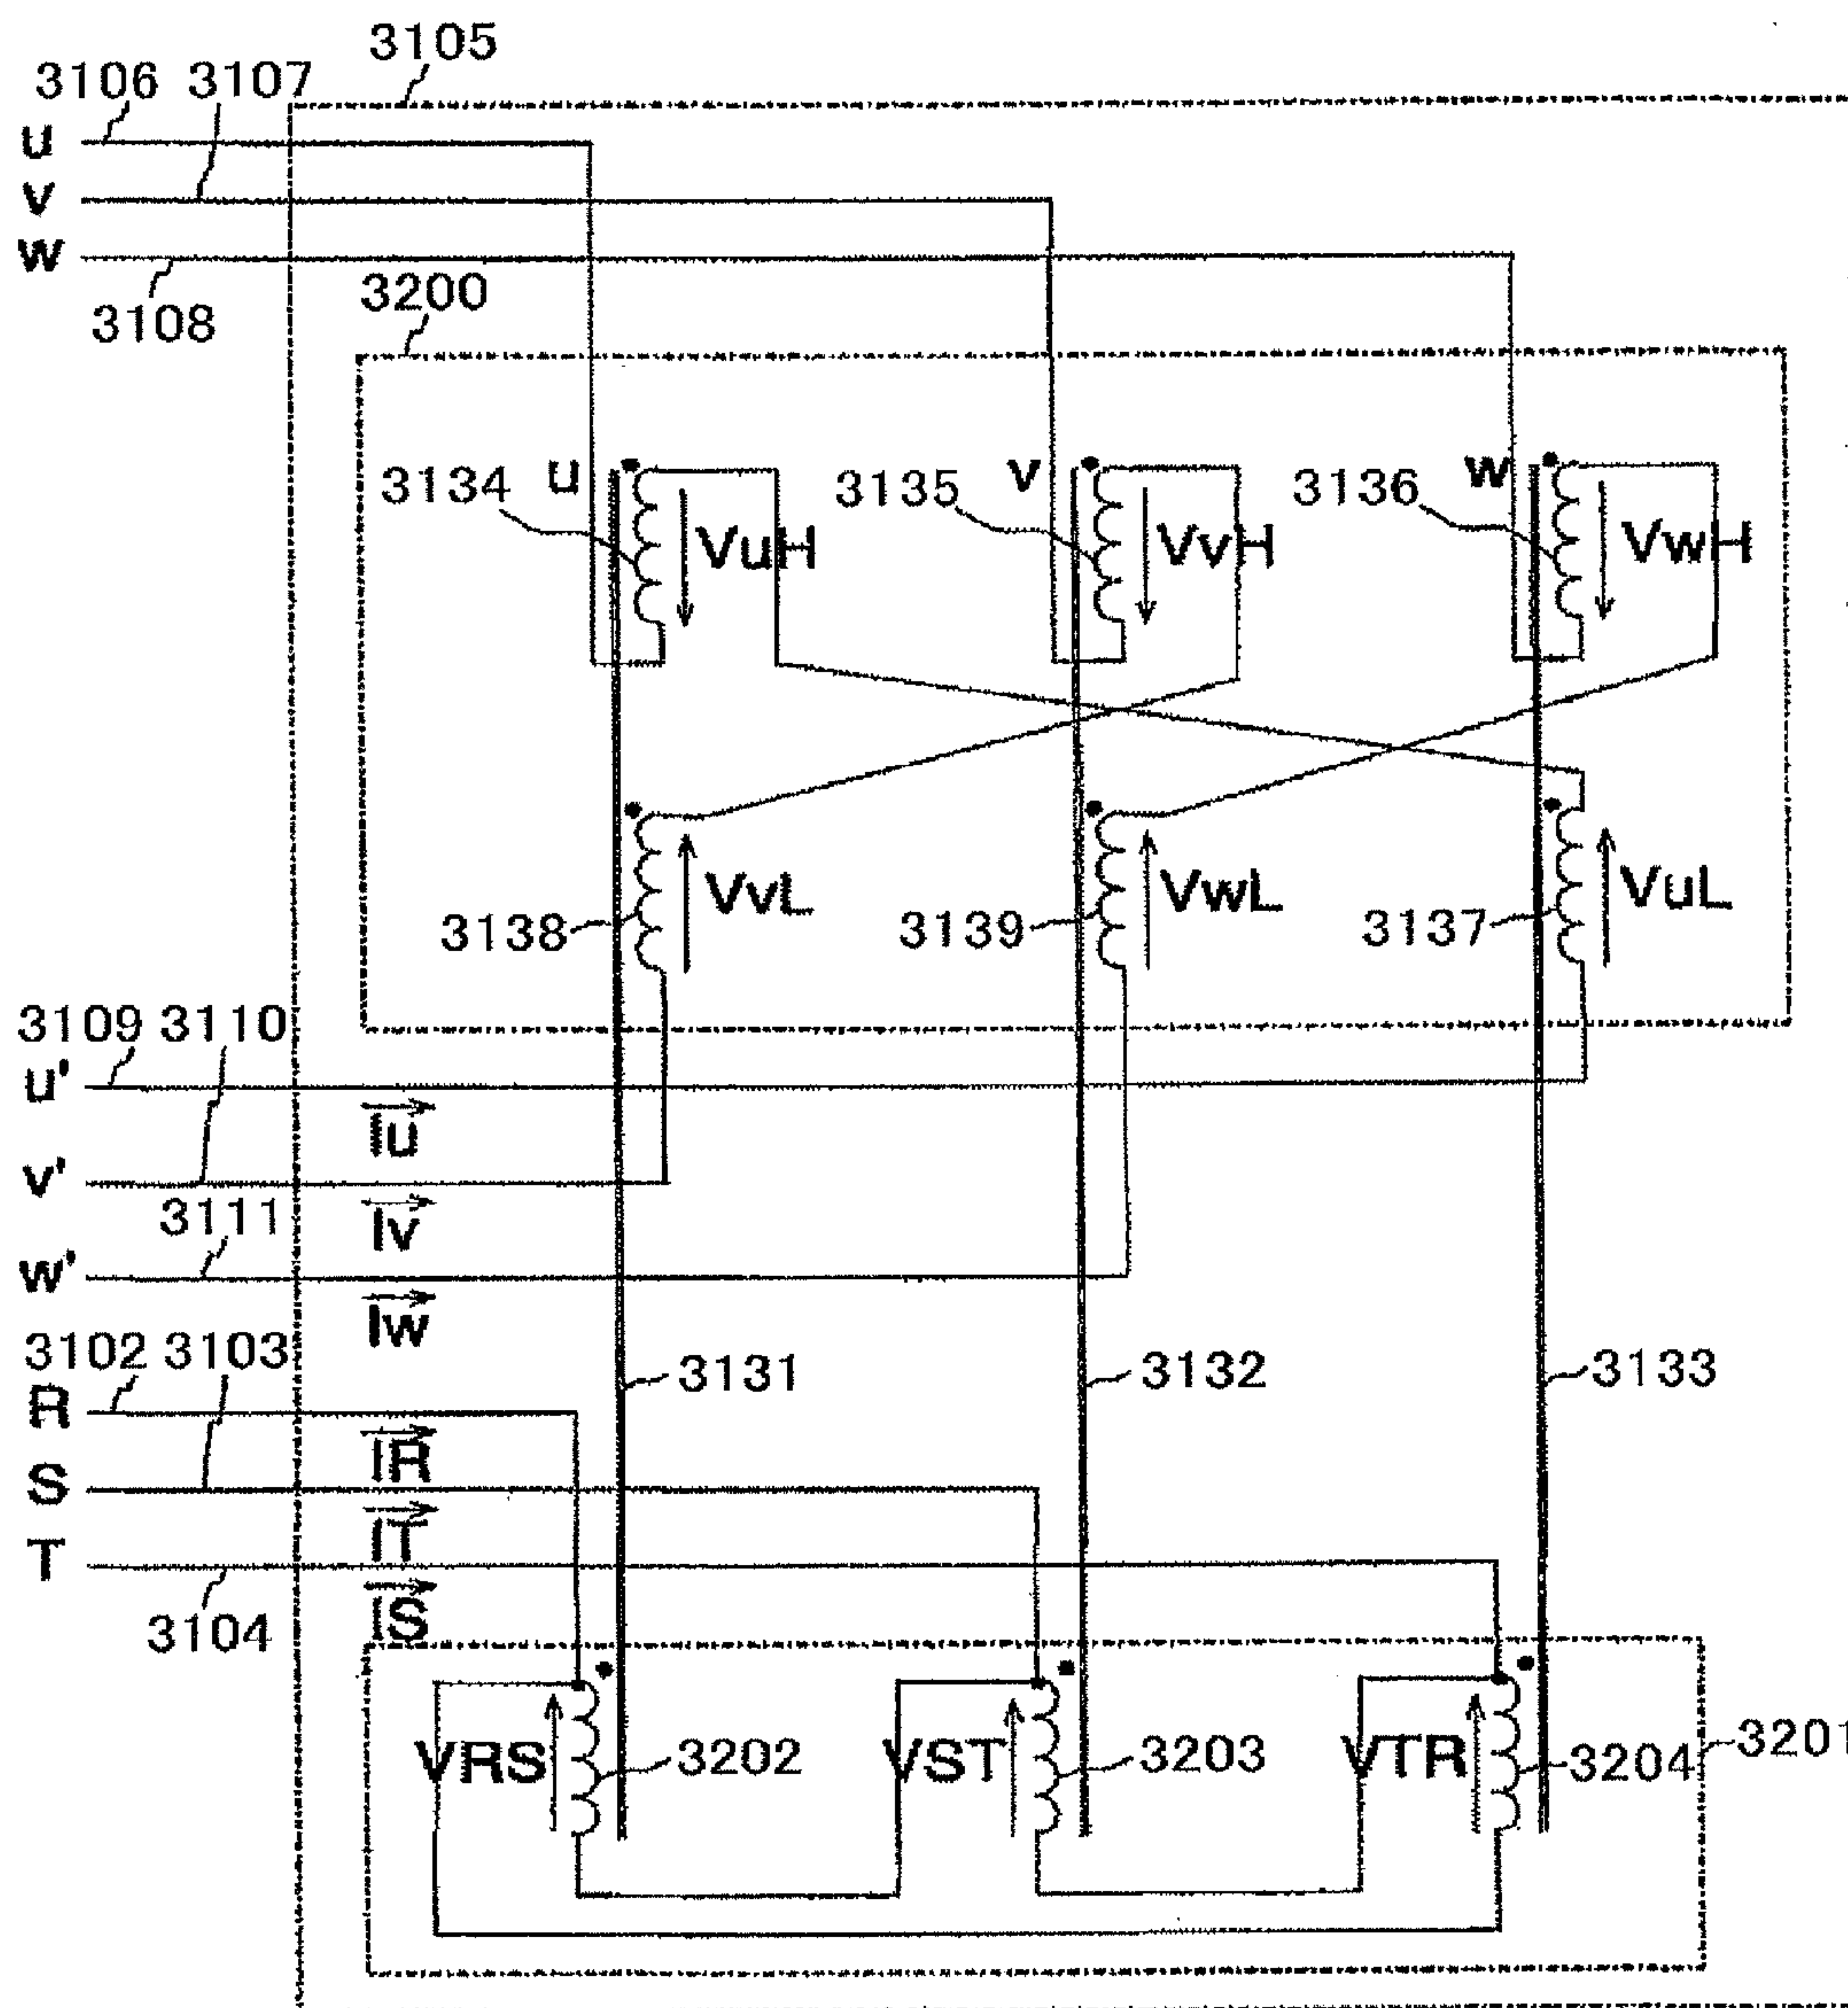 3105
3106 3107
u
v
w
3108
3200
3134 u VuH
3135 v VvH
3136 w VwH
3138 VvL
3139 VwL
3137 VuL
3109 3110
u'
Iu
v'
3111
Iv
w'
Iw
3102 3103
3131 3132 3133
R
IR
S
IT
T
IS
3104
VRS 3202 VST 3203 VTR 3204 3201